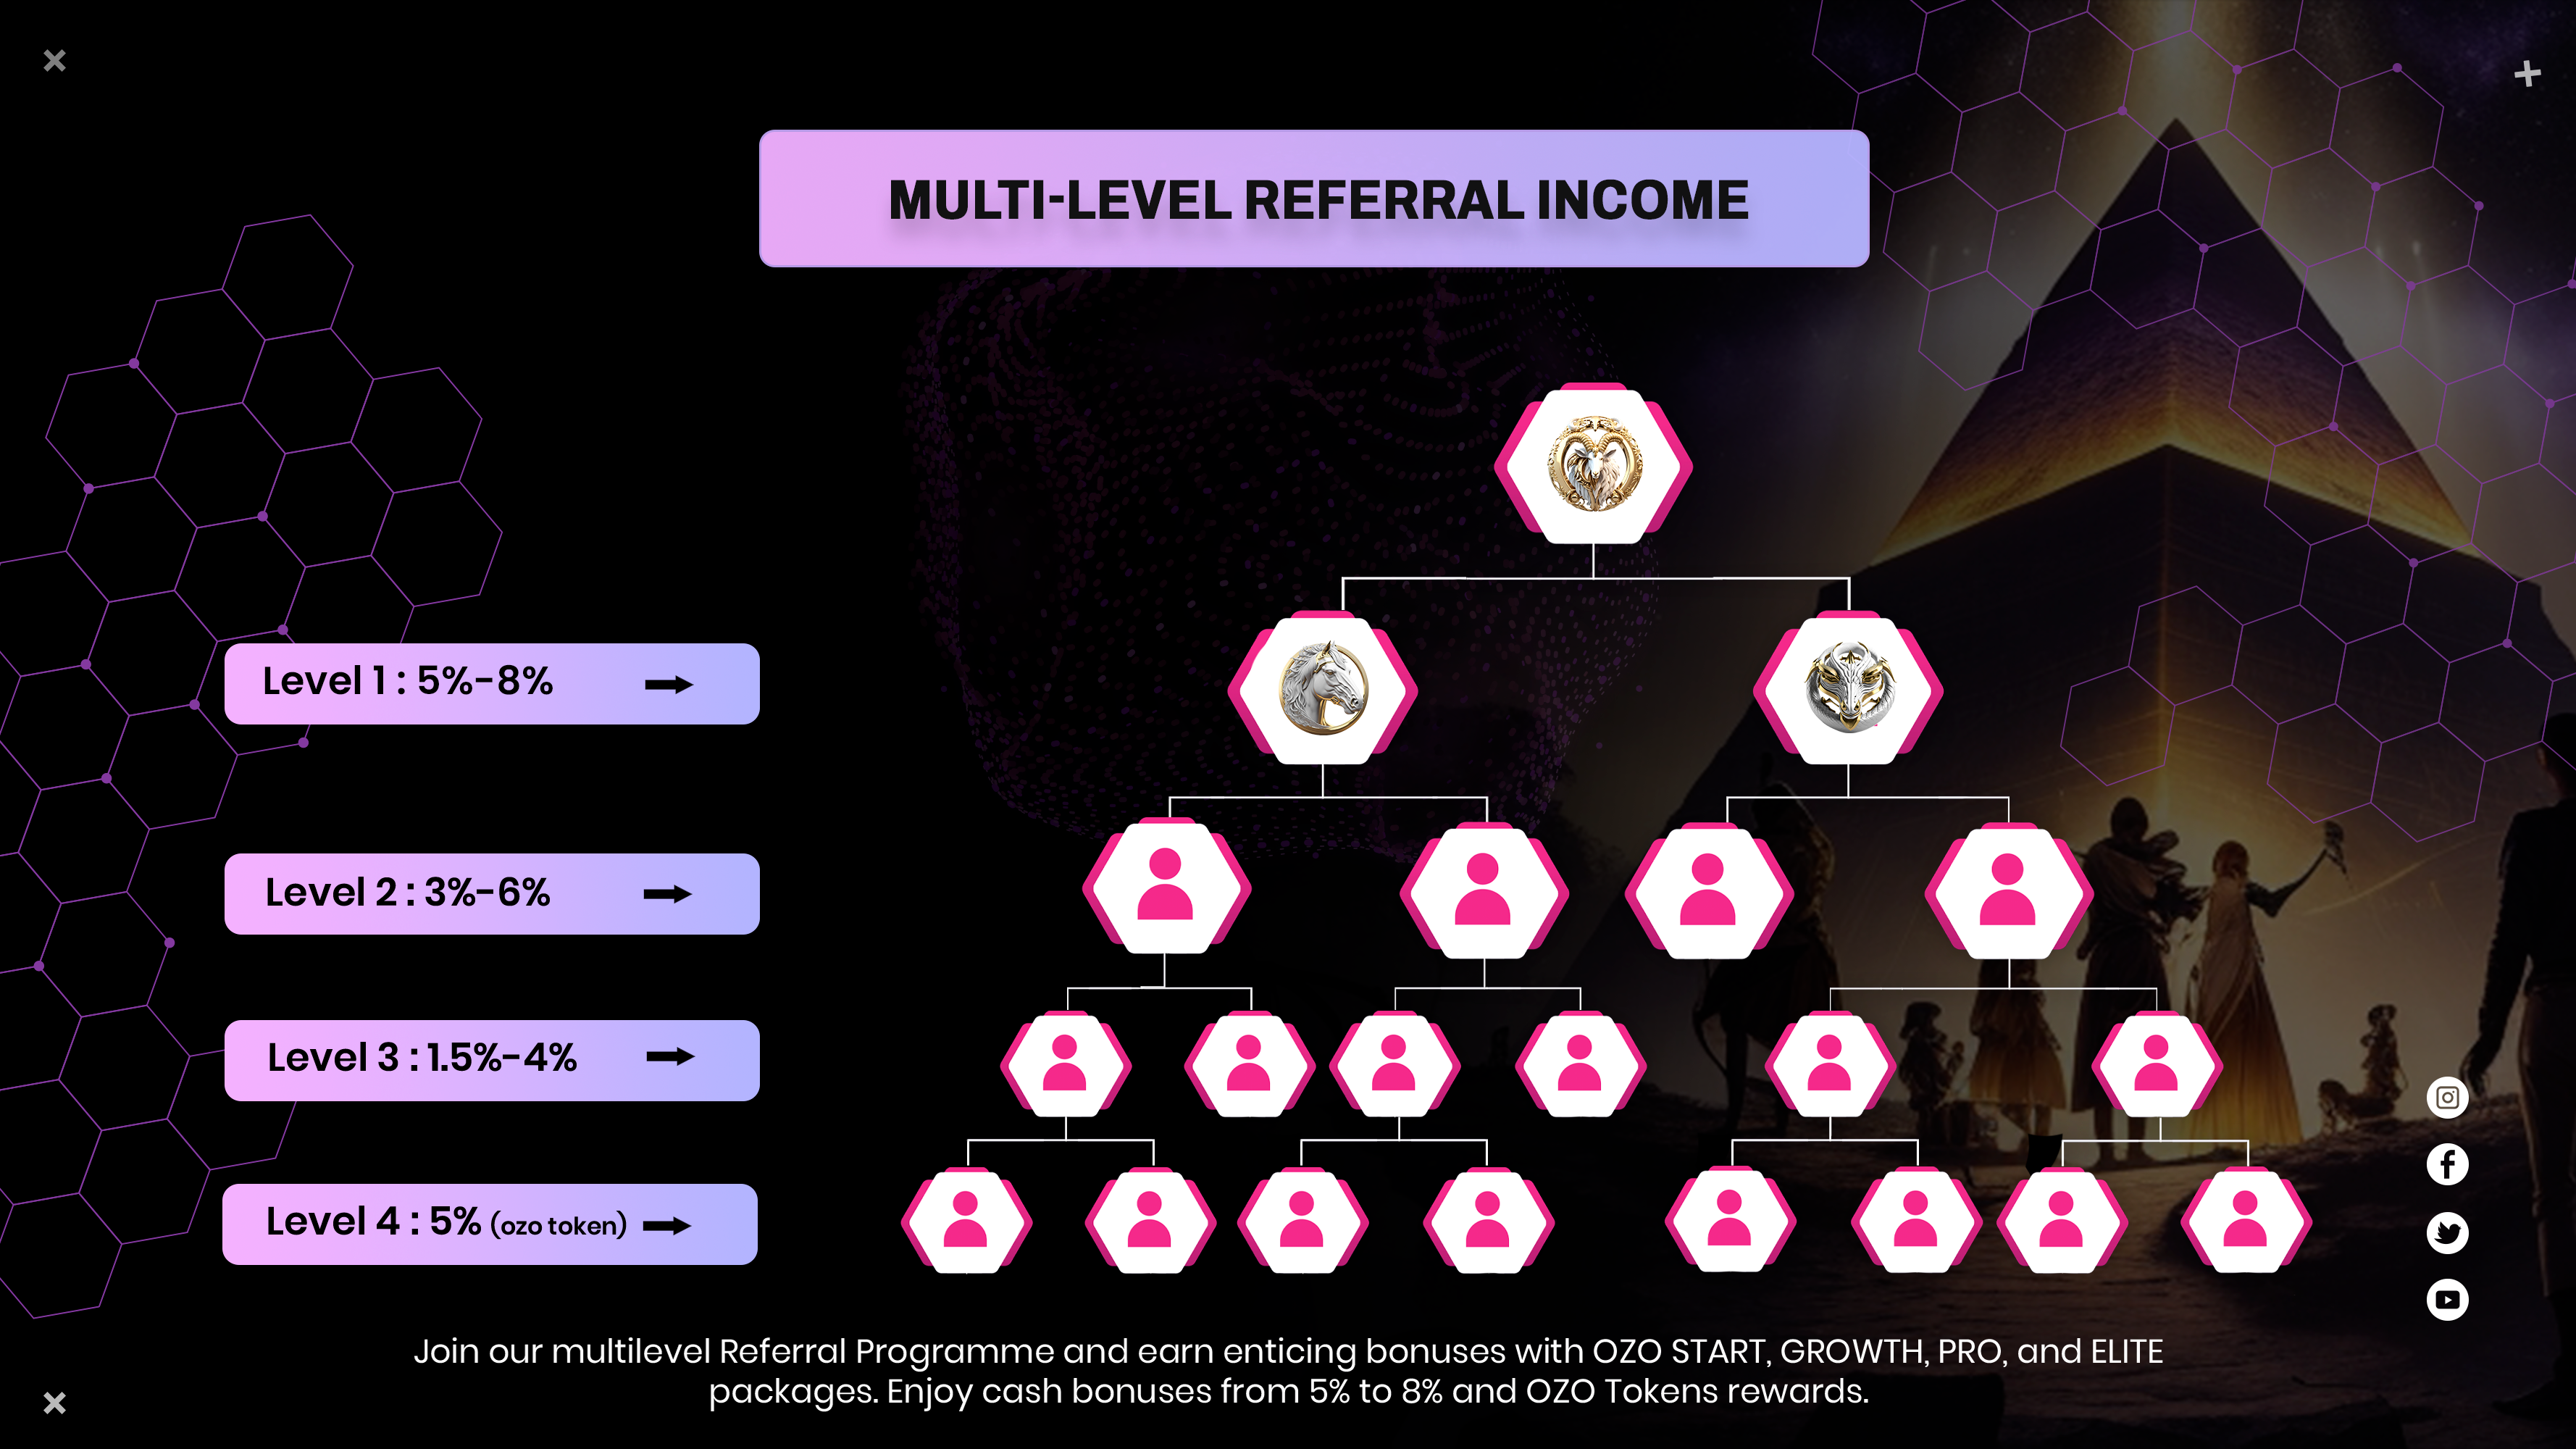 MULTI-LEVEL REFERRAL INCOME
Level 1 : 5%-8%
Level 2 : 3%-6%
Level 3 : 1.5%-4%
Level 4 : 5% (ozo token)
Join our multilevel Referral Programme and earn enticing bonuses with OZO START, GROWTH, PRO, and ELITE
packages. Enjoy cash bonuses from 5% to 8% and OZO Tokens rewards.